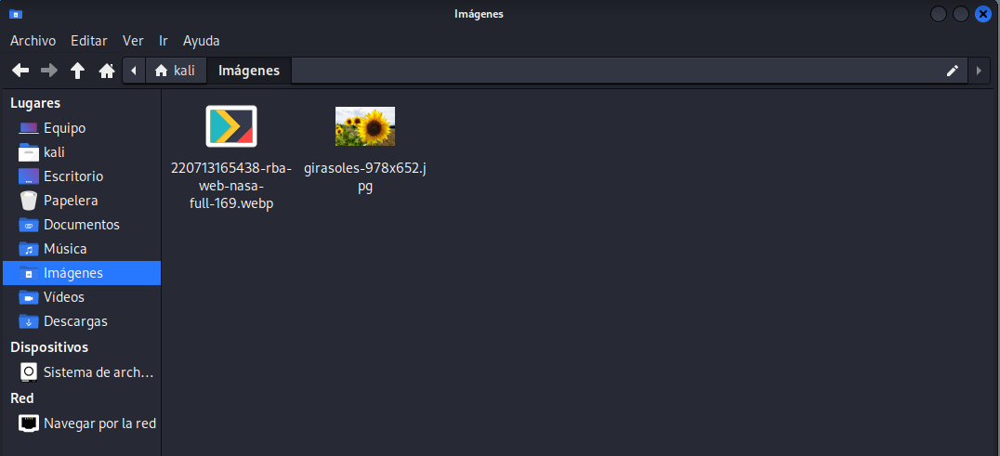 Imágenes
Archivo Editar Ver Ir Ayuda
kali Imágenes
Lugares
Equipo
kali
Escritorio
Papelera
Documentos
Música
Imágenes
Vídeos
Descargas
Dispositivos
Sistema de arch...
Red
Navegar por la red
220713165438-rba-
web-nasa-
full-169.webp
girasoles-978x652.j
pg